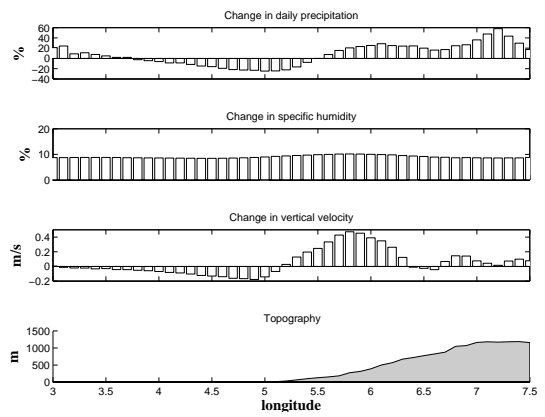 Change in daily precipitation
%
60
40
20
0
−20
−40
Change in specific humidity
%
20
10
0
Change in vertical velocity
m/s
0.4
0.2
0
−0.2
Topography
m
1500
1000
500
0
3 3.5 4 4.5 5 5.5 6 6.5 7 7.5
longitude